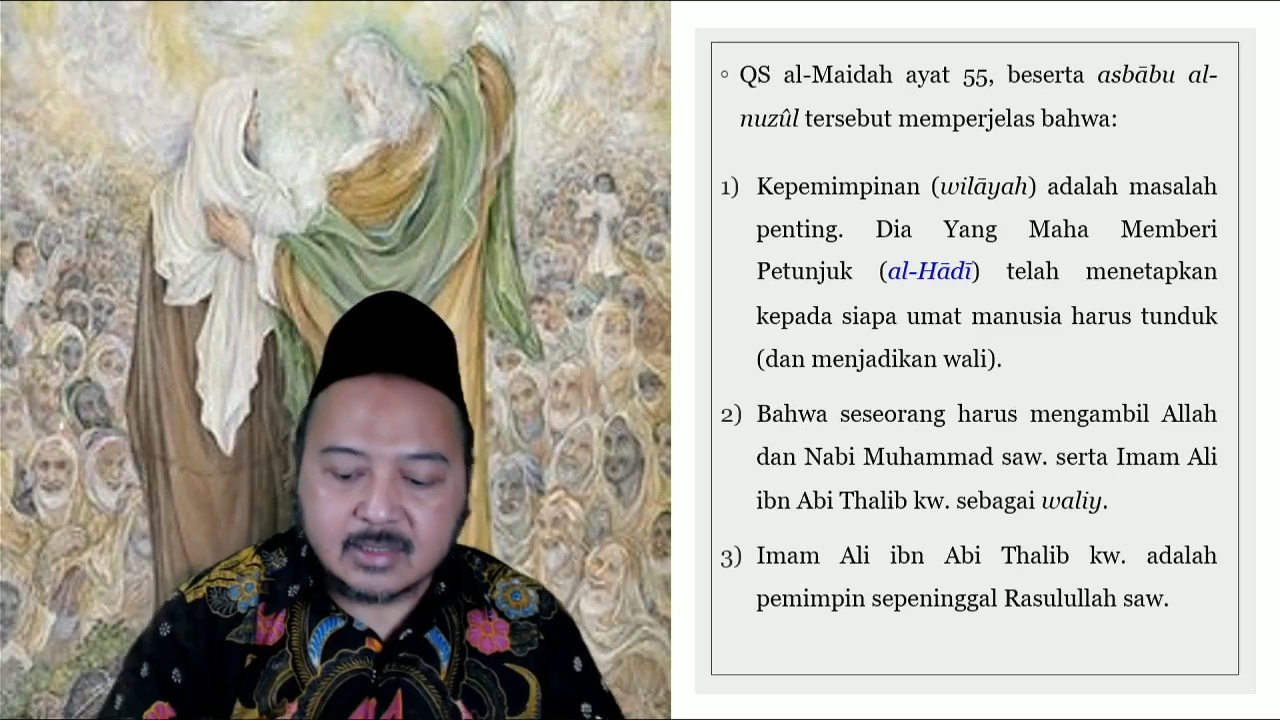 ◦ QS al-Maidah ayat 55, beserta asbābu al-
nuzûl tersebut memperjelas bahwa:
1) Kepemimpinan (wilāyah) adalah masalah
penting. Dia Yang Maha Memberi
Petunjuk (al-Hādī) telah menetapkan
kepada siapa umat manusia harus tunduk
(dan menjadikan wali).
2) Bahwa seseorang harus mengambil Allah
dan Nabi Muhammad saw. serta Imam Ali
ibn Abi Thalib kw. sebagai waliy.
3) Imam Ali ibn Abi Thalib kw. adalah
pemimpin sepeninggal Rasulullah saw.